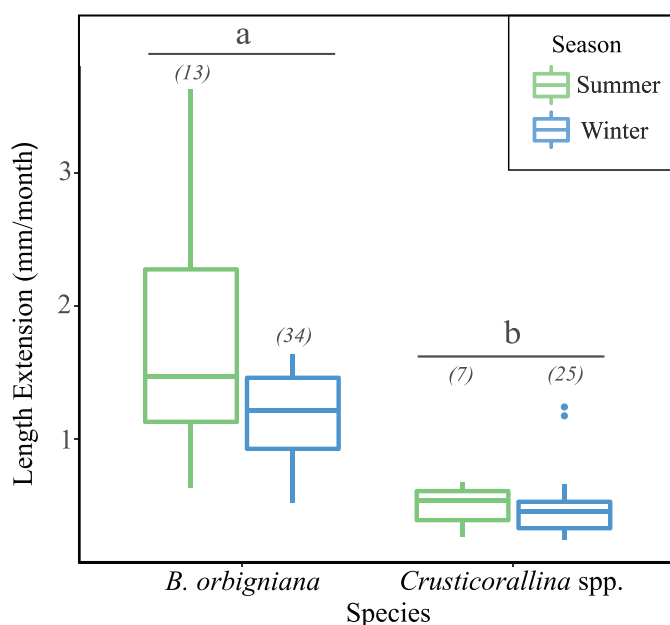 a
(13)
Season
Summer
Winter
Length Extension (mm/month)
3
2
1
(34)
b
(7)
(25)
B. orbigniana
Crusticorallina spp.
Species